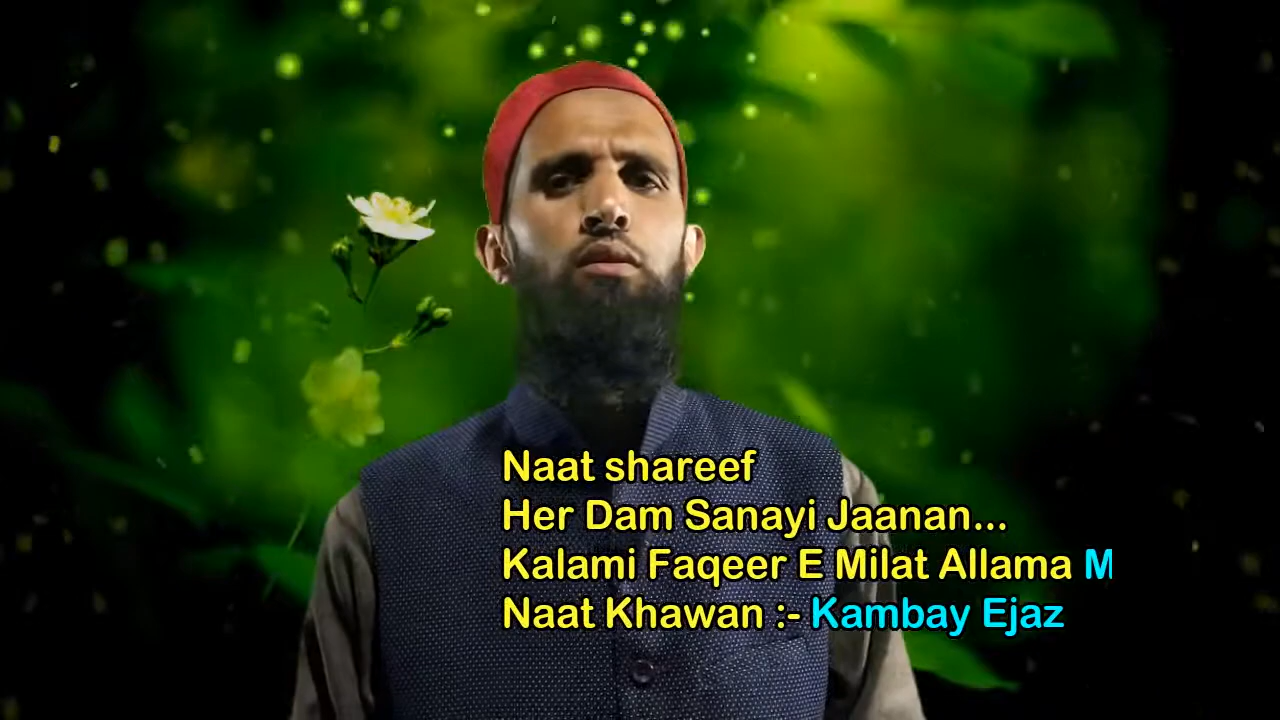 Naat shareef
Her Dam Sanayi Jaanan...
Kalami Faqeer E Milat Allama M
Naat Khawan :- Kambay Ejaz